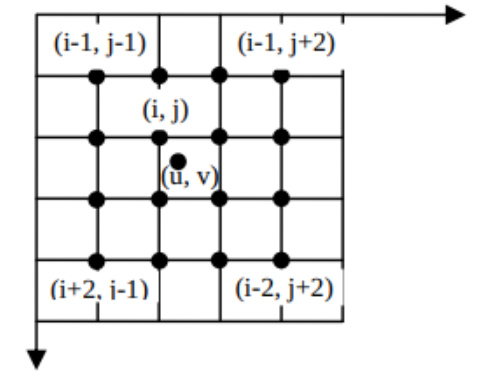 (i-1, j-1) (i-1, j+2)
(i, j)
(u, v)
(i+2, j-1) (i-2, j+2)